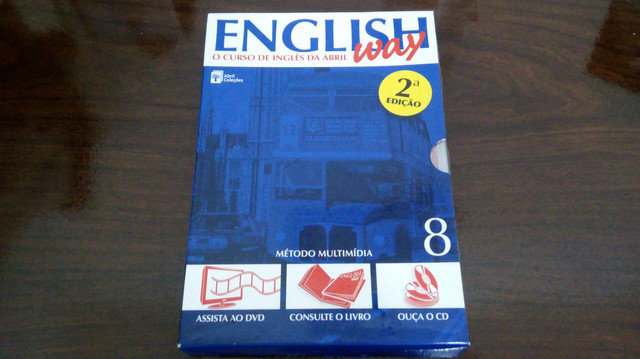 ENGLISH
way
O CURSO DE INGLÊS DA ABRIL
Abril
Coleções
2ª
EDIÇÃO
12
8
MÉTODO MULTIMÍDIA
ASSISTA AO DVD
CONSULTE O LIVRO
OUÇA O CD